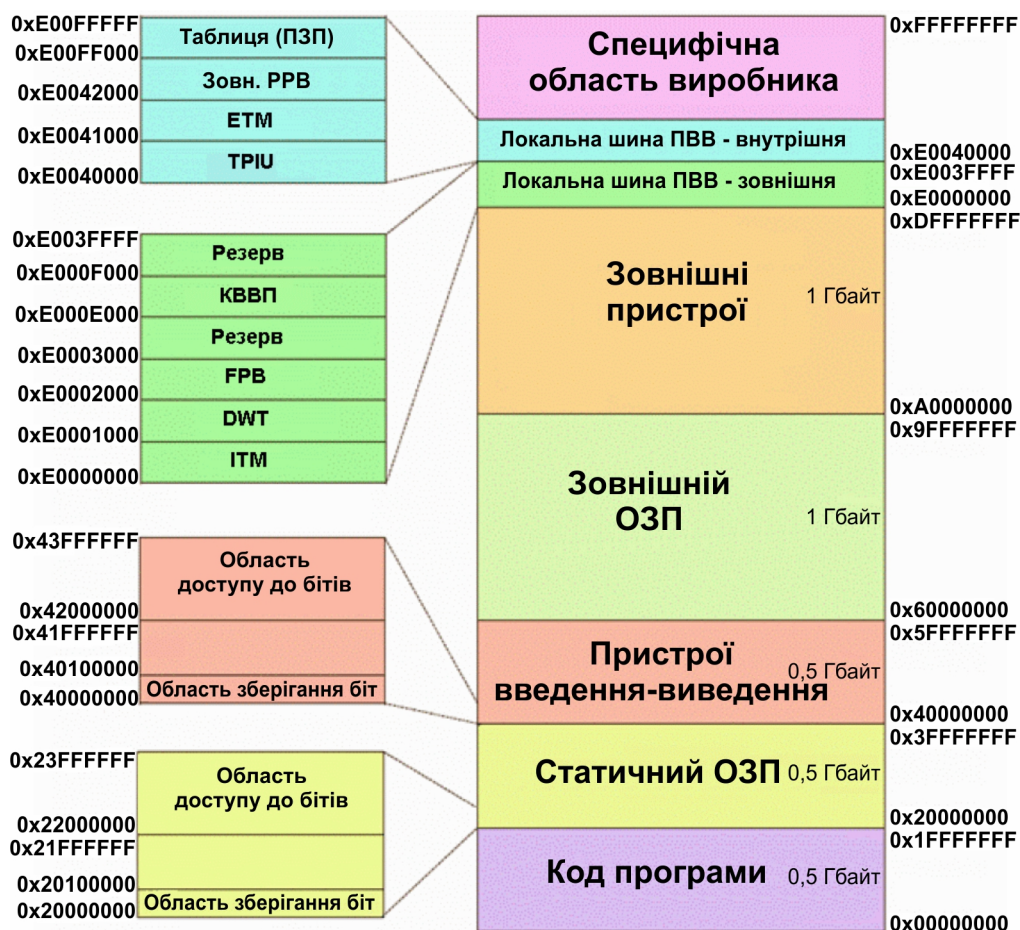 0xE00FFFFF
0xE00FF000
0xE0042000
0xE0041000
0xE0040000
Таблиця (ПЗП)
Зовн. РРВ
ETM
TPIU
0xE003FFFF
0xE000F000
0xE000E000
0xE0003000
0xE0002000
0xE0001000
0xE0000000
Резерв
КВВП
Резерв
FPB
DWT
ITM
0x43FFFFFF
0x42000000
0x41FFFFFF
0x40100000
0x40000000
Область
доступу до бітів
Область зберігання біт
0x23FFFFFF
0x22000000
0x21FFFFFF
0x20100000
0x20000000
Область
доступу до бітів
Область зберігання біт
Специфічна
область виробника
Локальна шина ПВВ - внутрішня
Локальна шина ПВВ - зовнішня
Зовнішні
пристрої
1 Гбайт
Зовнішній
ОЗП
1 Гбайт
Пристрої
введення-виведення
0,5 Гбайт
Статичний ОЗП
0,5 Гбайт
Код програми
0,5 Гбайт
0xFFFFFFFF
0xE0040000
0xE003FFFF
0xE0000000
0xDFFFFFFF
0xA0000000
0x9FFFFFFF
0x60000000
0x5FFFFFFF
0x40000000
0x3FFFFFFF
0x20000000
0x1FFFFFFF
0x00000000